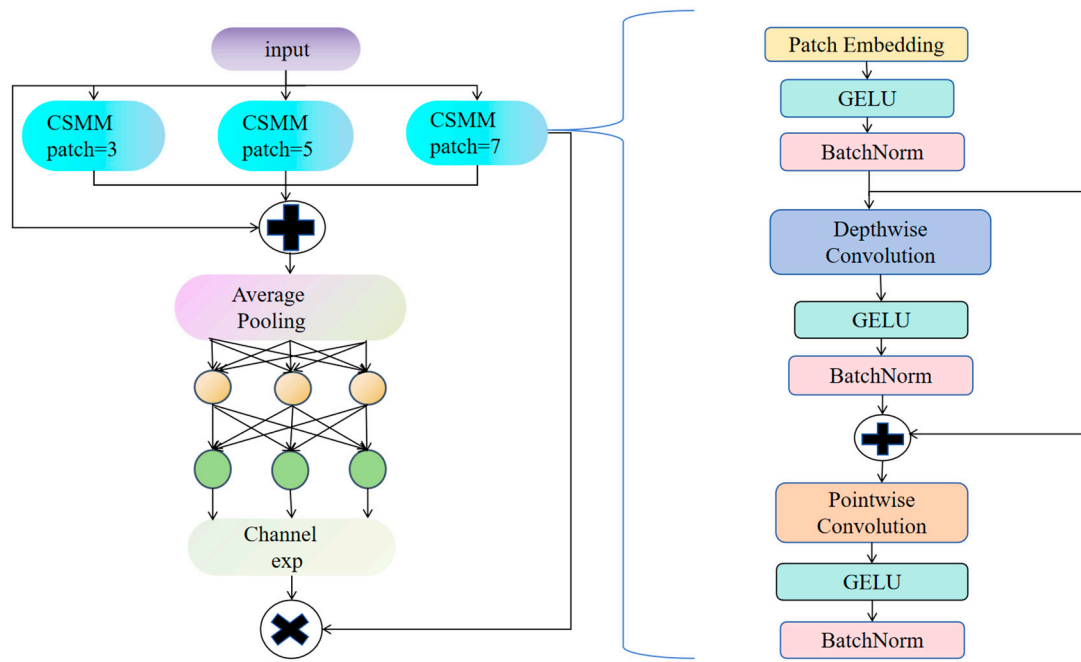 input
CSMM
patch=3
CSMM
patch=5
CSMM
patch=7
Average
Pooling
Channel
exp
Patch Embedding
GELU
BatchNorm
Depthwise
Convolution
GELU
BatchNorm
Pointwise
Convolution
GELU
BatchNorm